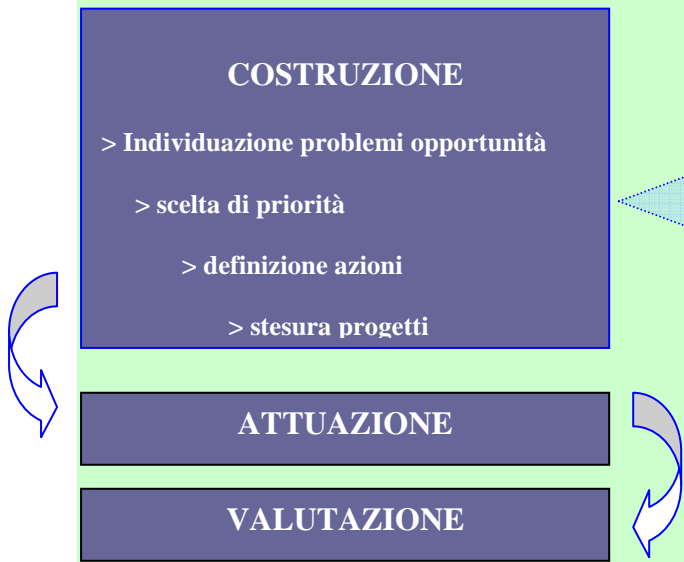 COSTRUZIONE
> Individuazione problemi opportunità
> scelta di priorità
> definizione azioni
> stesura progetti
ATTUAZIONE
VALUTAZIONE